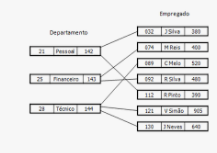 Empregado
Departamento
032 J Silva 380
21 Pessoal 142
074 M Reis 400
25 Financeiro 143
089 C Melo 520
092 R Silva 480
28 Técnico 144
112 R Pinto 390
121 V Simão 905
130 J Neves 640